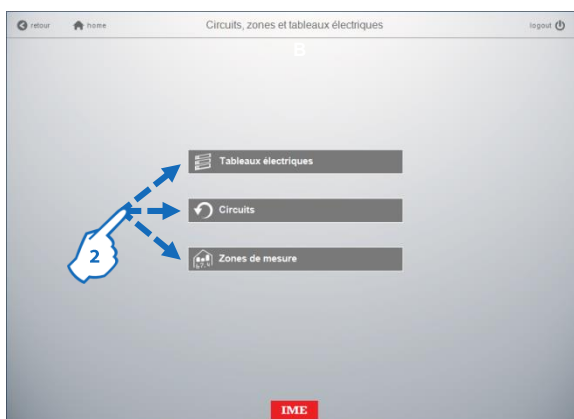 retour home Circuits, zones et tableaux électriques logout
B
Tableaux électriques
Circuits
2
Zones de mesure
IME